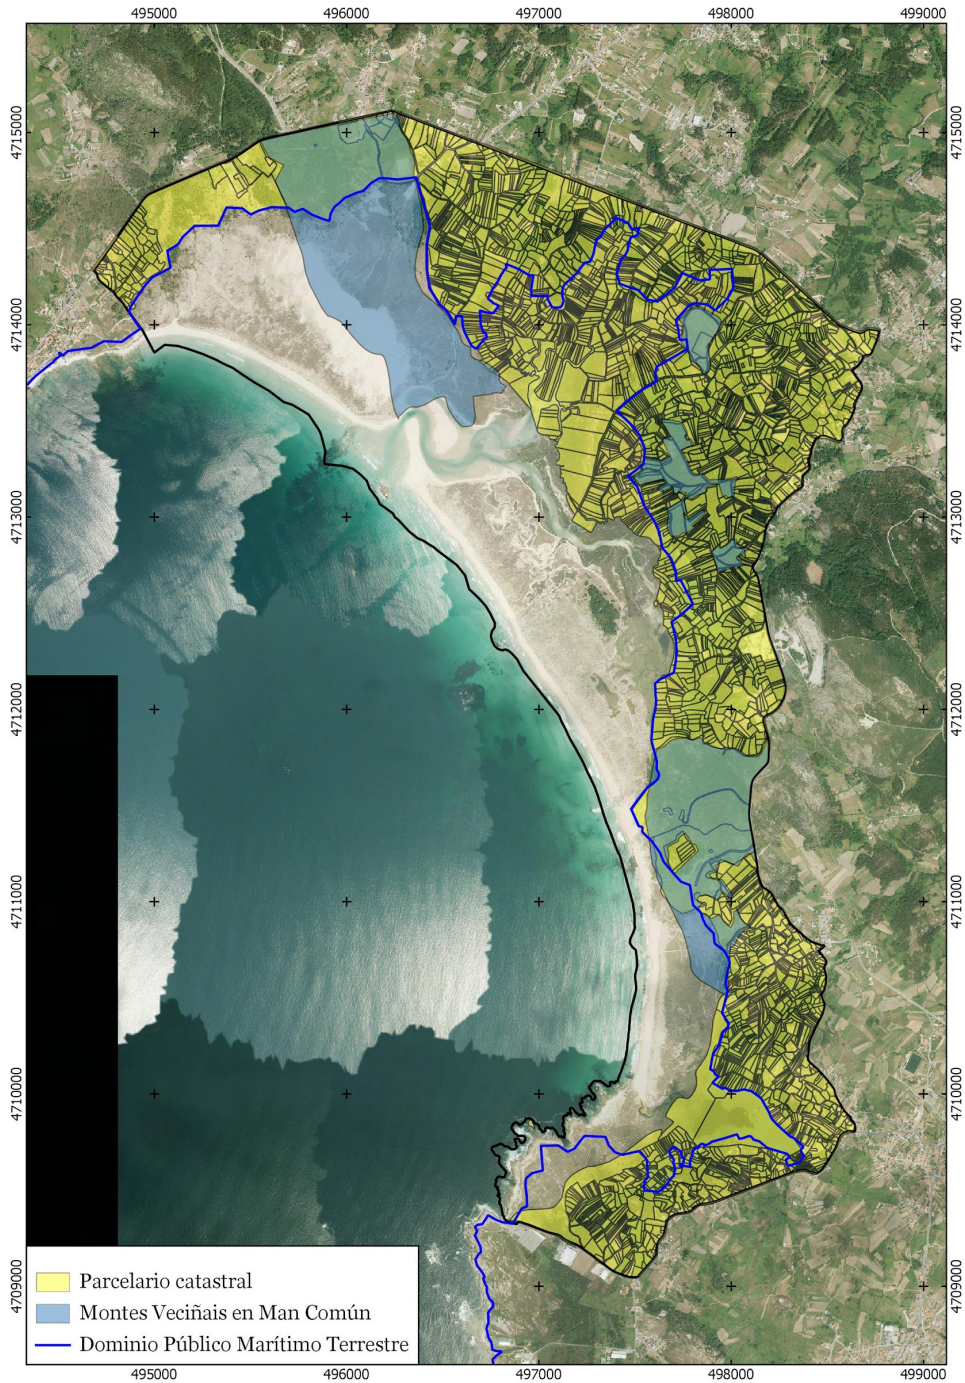 495000 496000 497000 498000 499000
4715000 4715000
4714000 4714000
4713000 4713000
4712000 4712000
4711000 4711000
4710000 4710000
4709000 4709000
Parcelario catastral
Montes Veciñais en Man Común
Dominio Público Marítimo Terrestre
495000 496000 497000 498000 499000